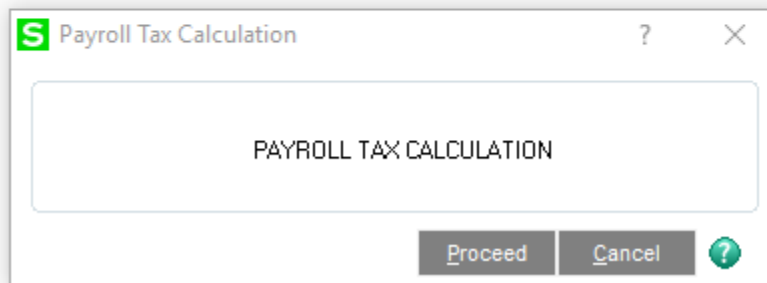 S Payroll Tax Calculation ?
PAYROLL TAX CALCULATION
Proceed Cancel ?